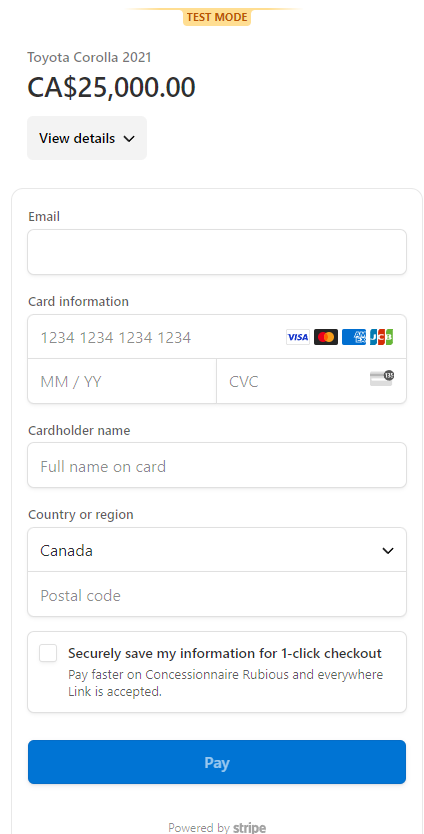 TEST MODE
Toyota Corolla 2021
CA$25,000.00
View details
Email
Card information
1234 1234 1234 1234 VISA AM EX JCB
MM / YY CVC 135
Cardholder name
Full name on card
Country or region
Canada
Postal code
Securely save my information for 1-click checkout
Pay faster on Concessionnaire Rubious and everywhere
Link is accepted.
Pay
Powered by stripe